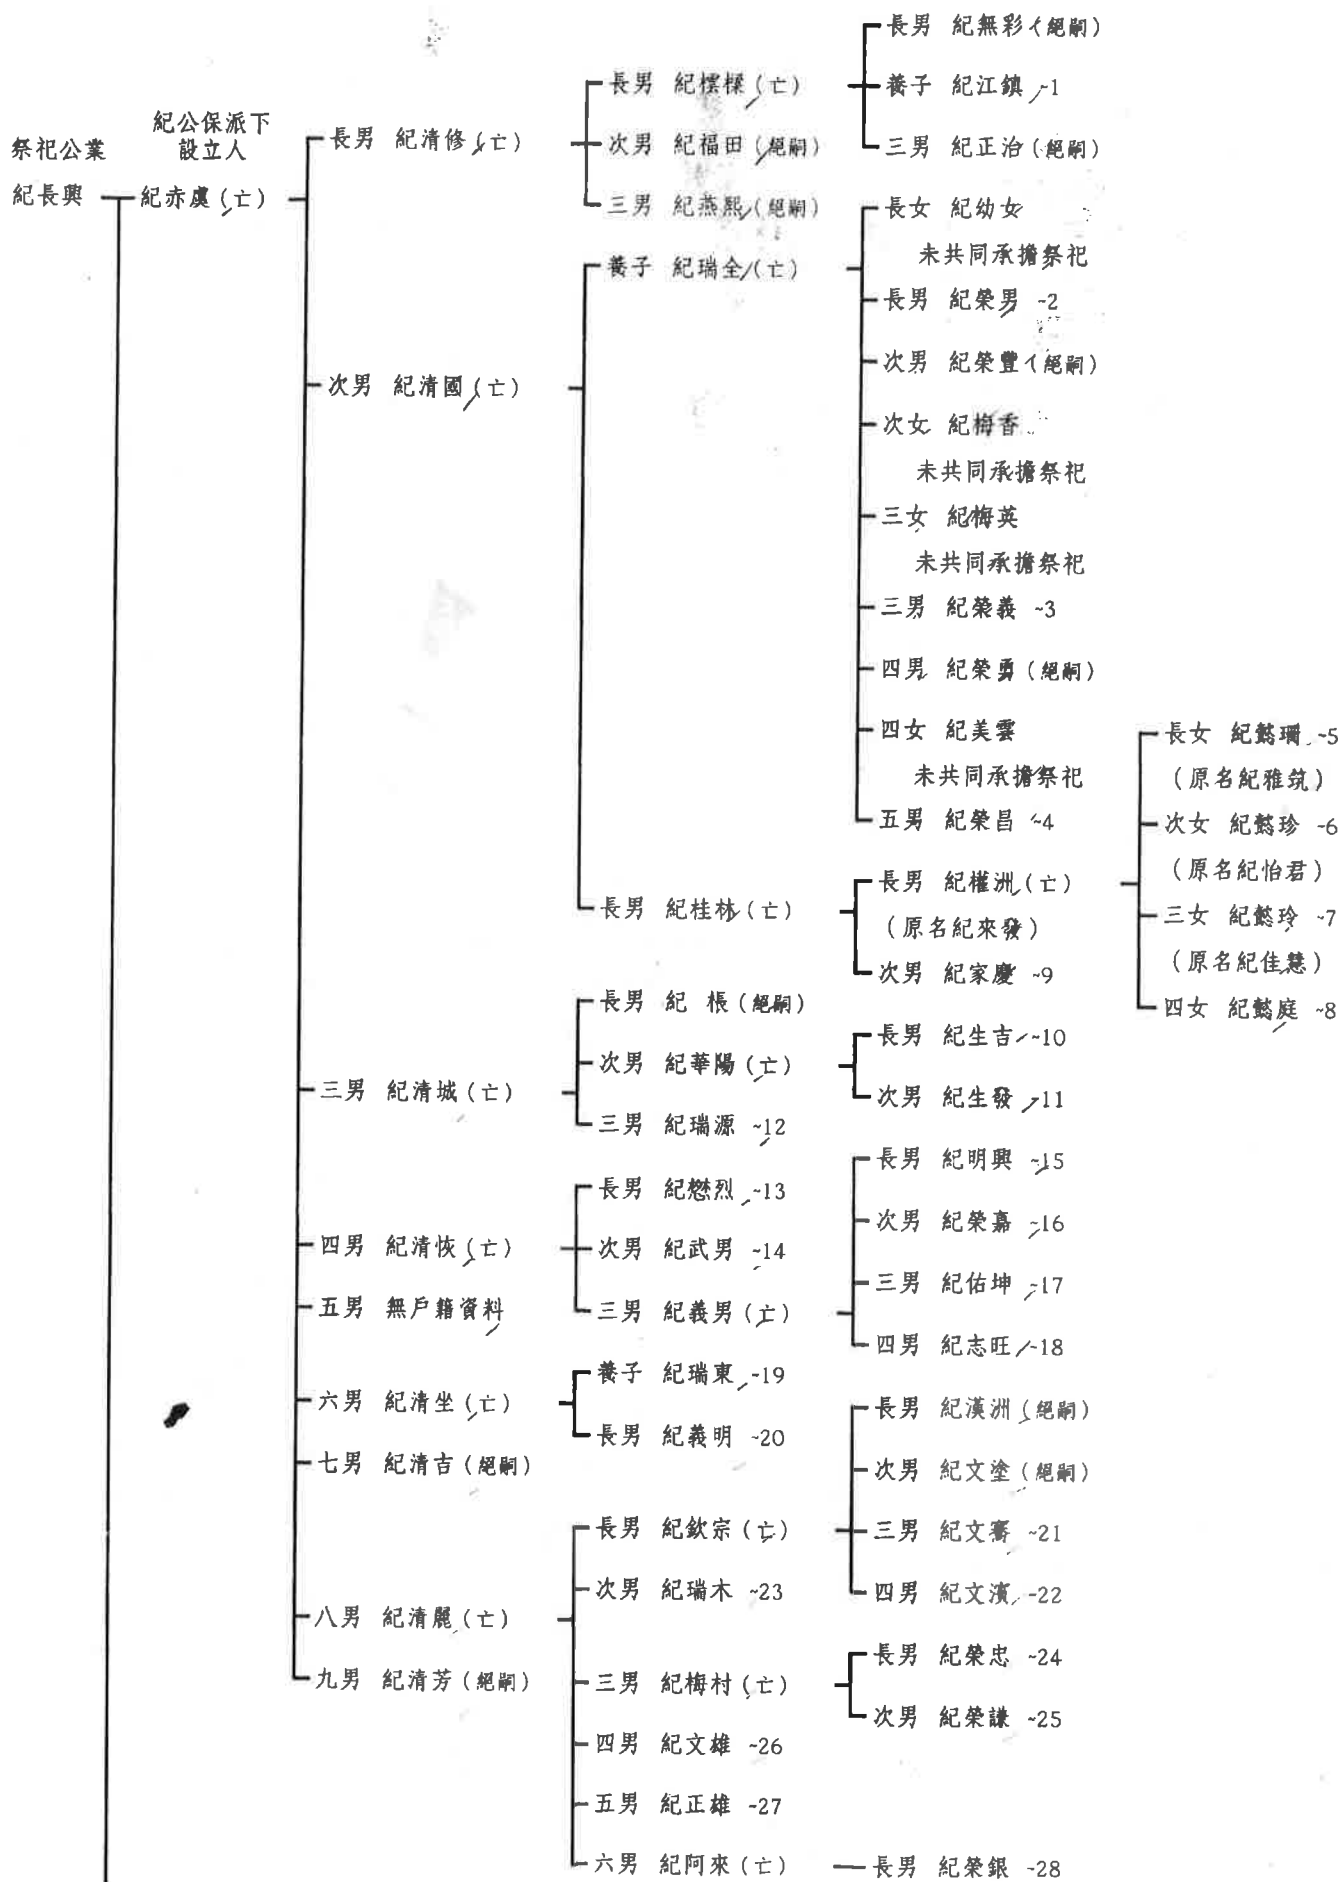 祭祀公業
紀長興
紀公保派下
設立人
紀赤虞(亡)
長男 紀清修(亡)
長男 紀標樑(亡)
長男 紀無彩(絕嗣)
養子 紀江鎮 ~1
三男 紀正治(絕嗣)
次男 紀福田(絕嗣)
三男 紀燕熙(絕嗣)
次男 紀清國(亡)
養子 紀瑞全(亡)
長女 紀幼女
未共同承擔祭祀
長男 紀榮男 ~2
次男 紀榮豐(絕嗣)
次女 紀梅香
未共同承擔祭祀
三女 紀梅英
未共同承擔祭祀
三男 紀榮義 ~3
四男 紀榮勇(絕嗣)
四女 紀美雲
未共同承擔祭祀
五男 紀榮昌 ~4
長男 紀桂林(亡)
長男 紀權洲(亡)
(原名紀來發)
長女 紀懿珊 ~5
(原名紀雅筑)
次女 紀懿珍 ~6
(原名紀怡君)
三女 紀懿玲 ~7
(原名紀佳慧)
四女 紀懿庭 ~8
次男 紀家慶 ~9
三男 紀清城(亡)
長男 紀 棖(絕嗣)
次男 紀華陽(亡)
長男 紀生吉 ~10
次男 紀生發 ~11
三男 紀瑞源 ~12
四男 紀清恢(亡)
長男 紀懋烈 ~13
次男 紀武男 ~14
三男 紀義男(亡)
長男 紀明興 ~15
次男 紀榮嘉 ~16
三男 紀佑坤 ~17
四男 紀志旺 ~18
五男 無戶籍資料
六男 紀清坐(亡)
養子 紀瑞東 ~19
長男 紀義明 ~20
七男 紀清吉(絕嗣)
八男 紀清麗(亡)
長男 紀欽宗(亡)
長男 紀漢洲(絕嗣)
次男 紀文塗(絕嗣)
三男 紀文審 ~21
四男 紀文濱 ~22
次男 紀瑞木 ~23
三男 紀梅村(亡)
長男 紀榮忠 ~24
次男 紀榮謙 ~25
四男 紀文雄 ~26
五男 紀正雄 ~27
六男 紀阿來(亡)
長男 紀榮銀 ~28
九男 紀清芳(絕嗣)